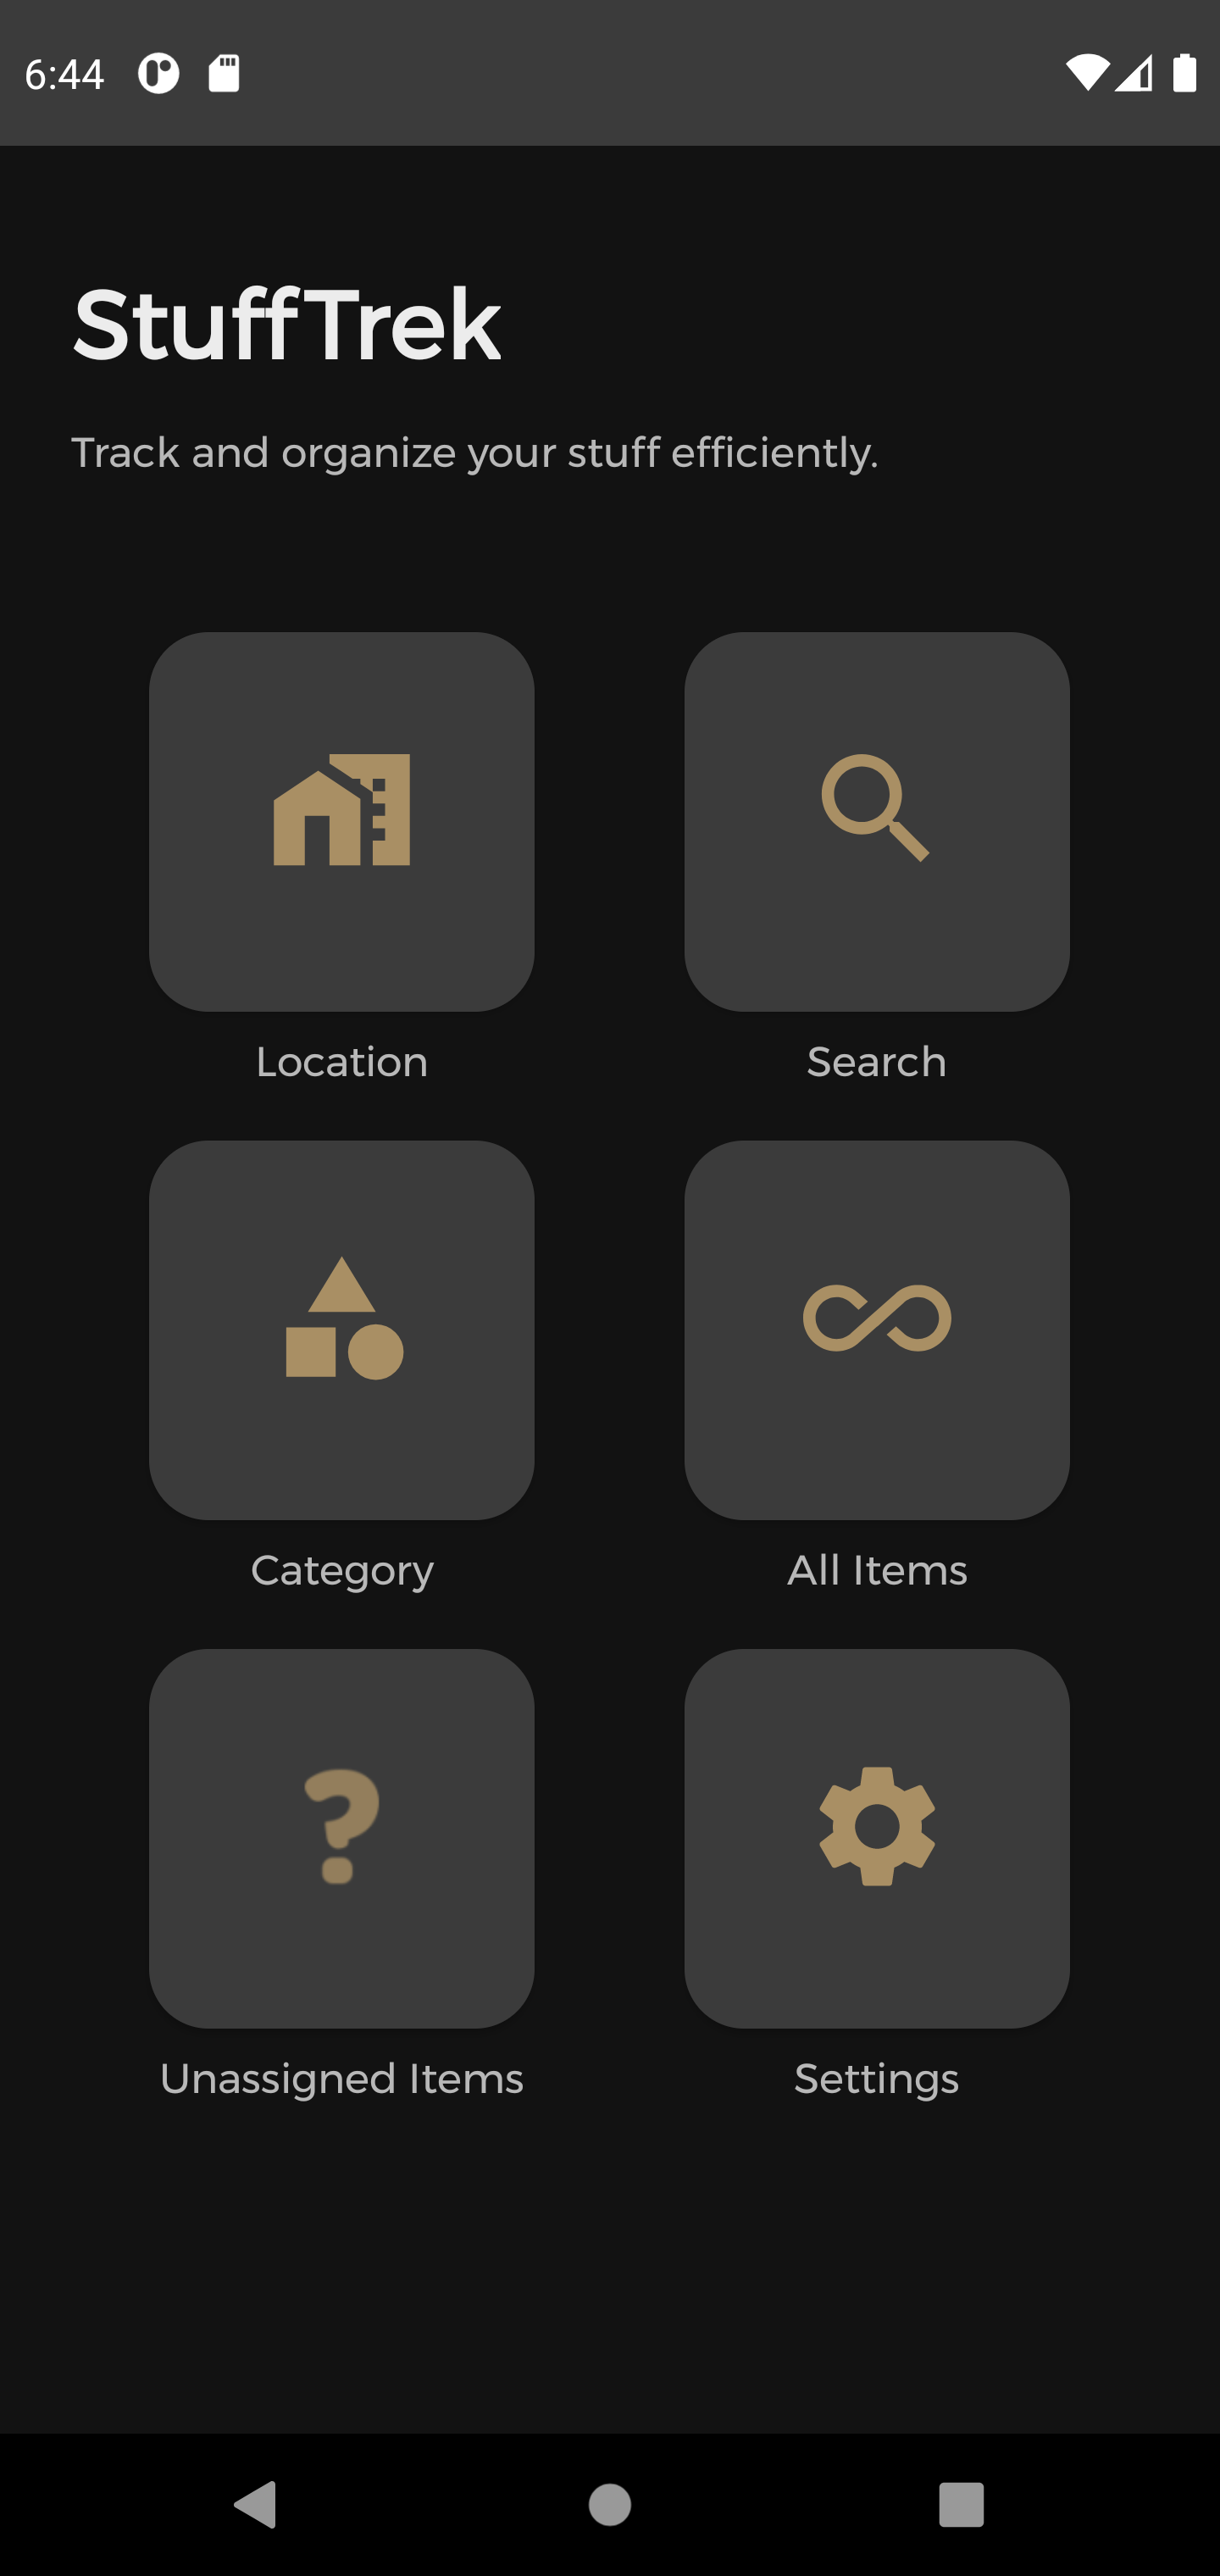 6:44
StuffTrek
Track and organize your stuff efficiently.
Location
Search
Category
All Items
?
Unassigned Items
Settings